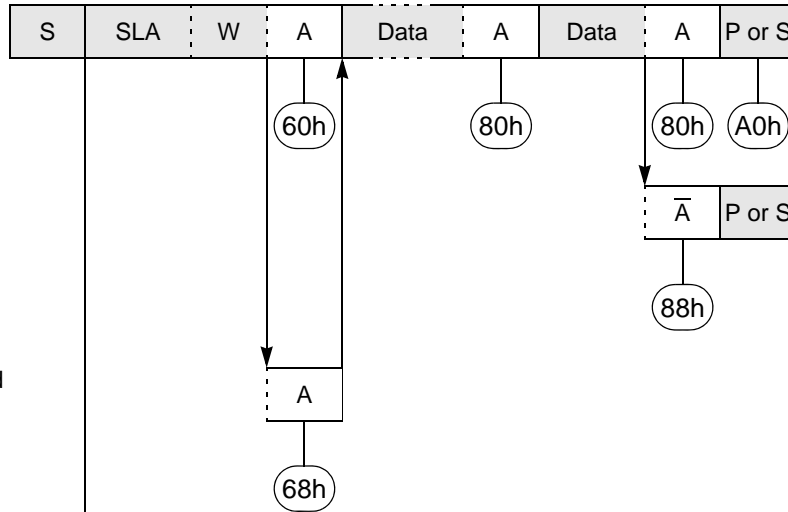 S SLA W A Data A Data A P or S
60h 80h 80h A0h
A̅ P or S
88h
A
68h